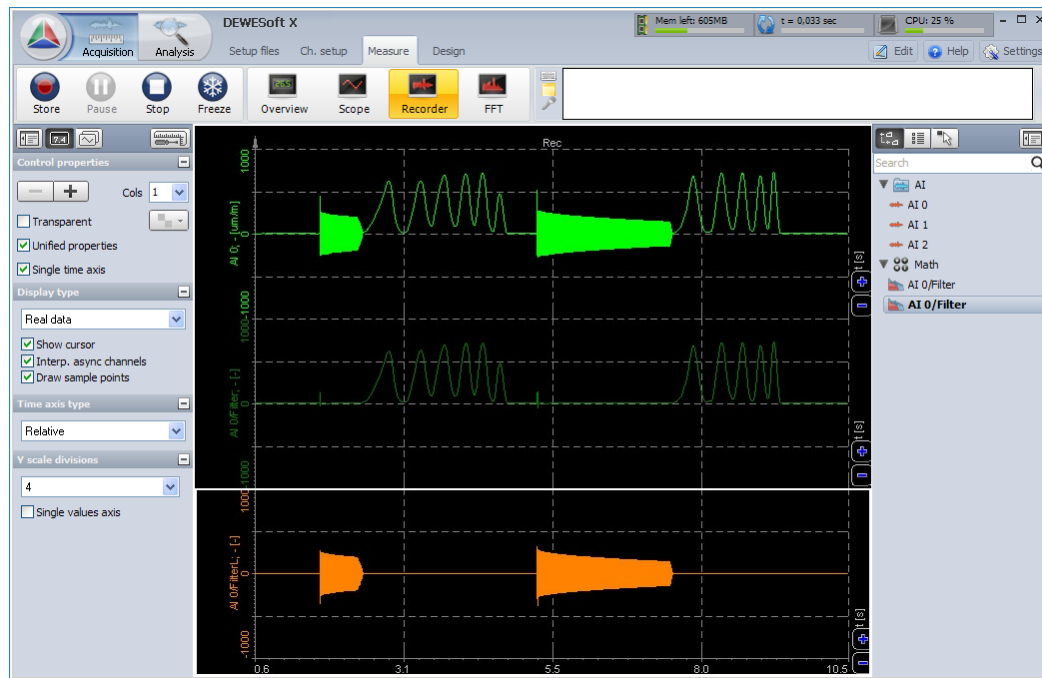 DEWESoft X
Mem left: 605MB
t = 0,033 sec
CPU: 25 %
Acquisition
Analysis
Setup files
Ch. setup
Measure
Design
Edit
Help
Settings
Store
Pause
Stop
Freeze
Overview
Scope
Recorder
FFT
Control properties
Cols 1
Transparent
Unified properties
Single time axis
Display type
Real data
Show cursor
Interp. async channels
Draw sample points
Time axis type
Relative
Y scale divisions
4
Single values axis
Rec
1000
AI 0; - [um/m]
0
-1000
t [s]
1000
AI 0/Filter; - [-]
0
-1000
t [s]
1000
AI 0/FilterL; - [-]
0
-1000
t [s]
0.6
3.1
5.5
8.0
10.5
Search
AI
AI 0
AI 1
AI 2
Math
AI 0/Filter
AI 0/Filter